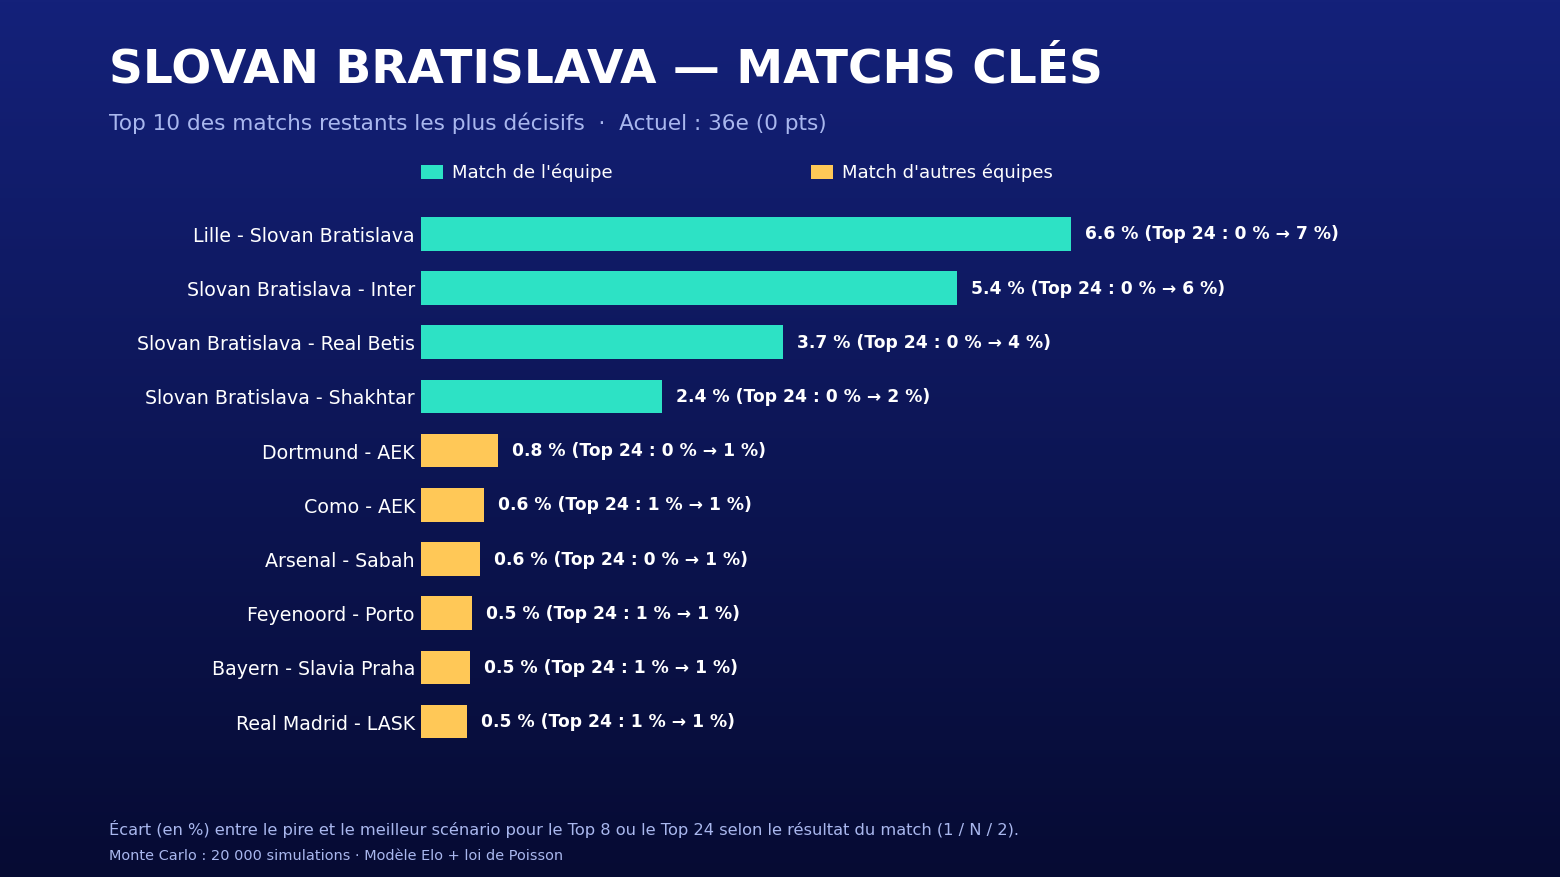 SLOVAN BRATISLAVA — MATCHS CLÉS
Top 10 des matchs restants les plus décisifs · Actuel : 36e (0 pts)
Match de l'équipe
Match d'autres équipes
Lille - Slovan Bratislava 6.6 % (Top 24 : 0 % → 7 %)
Slovan Bratislava - Inter 5.4 % (Top 24 : 0 % → 6 %)
Slovan Bratislava - Real Betis 3.7 % (Top 24 : 0 % → 4 %)
Slovan Bratislava - Shakhtar 2.4 % (Top 24 : 0 % → 2 %)
Dortmund - AEK 0.8 % (Top 24 : 0 % → 1 %)
Como - AEK 0.6 % (Top 24 : 1 % → 1 %)
Arsenal - Sabah 0.6 % (Top 24 : 0 % → 1 %)
Feyenoord - Porto 0.5 % (Top 24 : 1 % → 1 %)
Bayern - Slavia Praha 0.5 % (Top 24 : 1 % → 1 %)
Real Madrid - LASK 0.5 % (Top 24 : 1 % → 1 %)
Écart (en %) entre le pire et le meilleur scénario pour le Top 8 ou le Top 24 selon le résultat du match (1 / N / 2).
Monte Carlo : 20 000 simulations · Modèle Elo + loi de Poisson